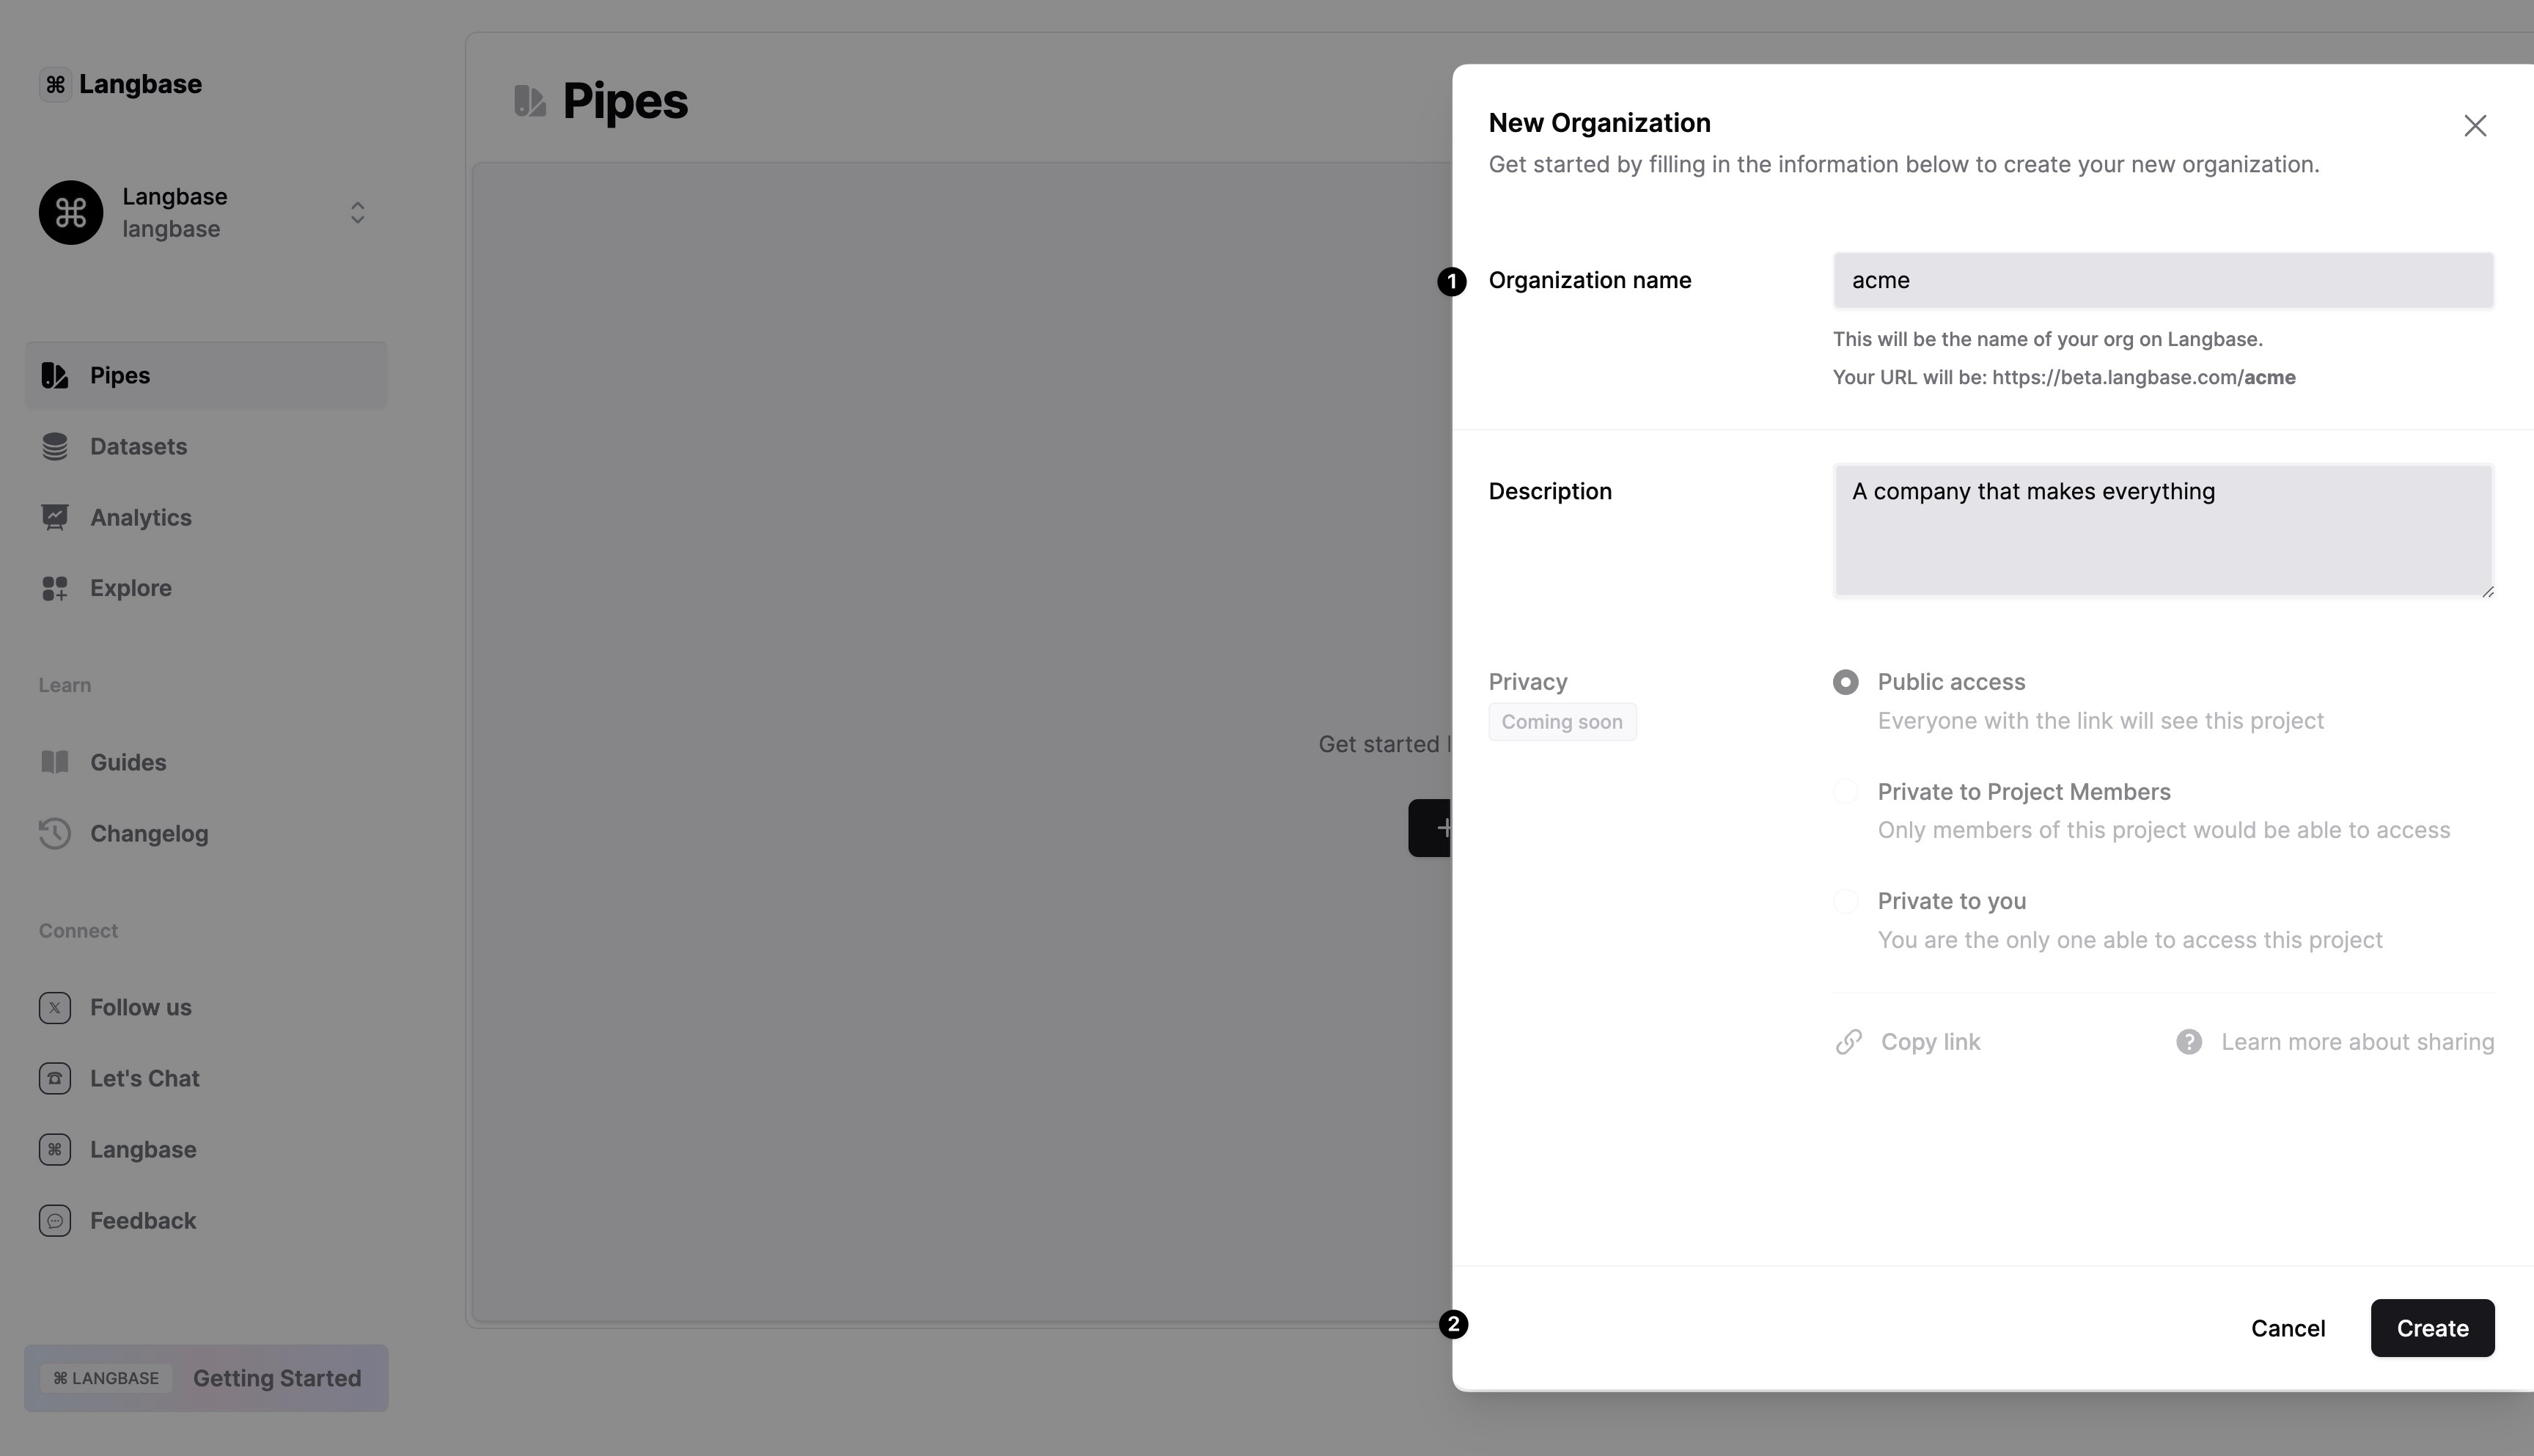 Langbase
Langbase
langbase
Pipes
Datasets
Analytics
Explore
Learn
Guides
Changelog
Connect
Follow us
Let's Chat
Langbase
Feedback
⌘ LANGBASE Getting Started
Pipes
Get started
New Organization
Get started by filling in the information below to create your new organization.
1 Organization name
acme
This will be the name of your org on Langbase.
Your URL will be: https://beta.langbase.com/acme
Description
A company that makes everything
Privacy
Coming soon
Public access
Everyone with the link will see this project
Private to Project Members
Only members of this project would be able to access
Private to you
You are the only one able to access this project
Copy link
Learn more about sharing
2
Cancel
Create